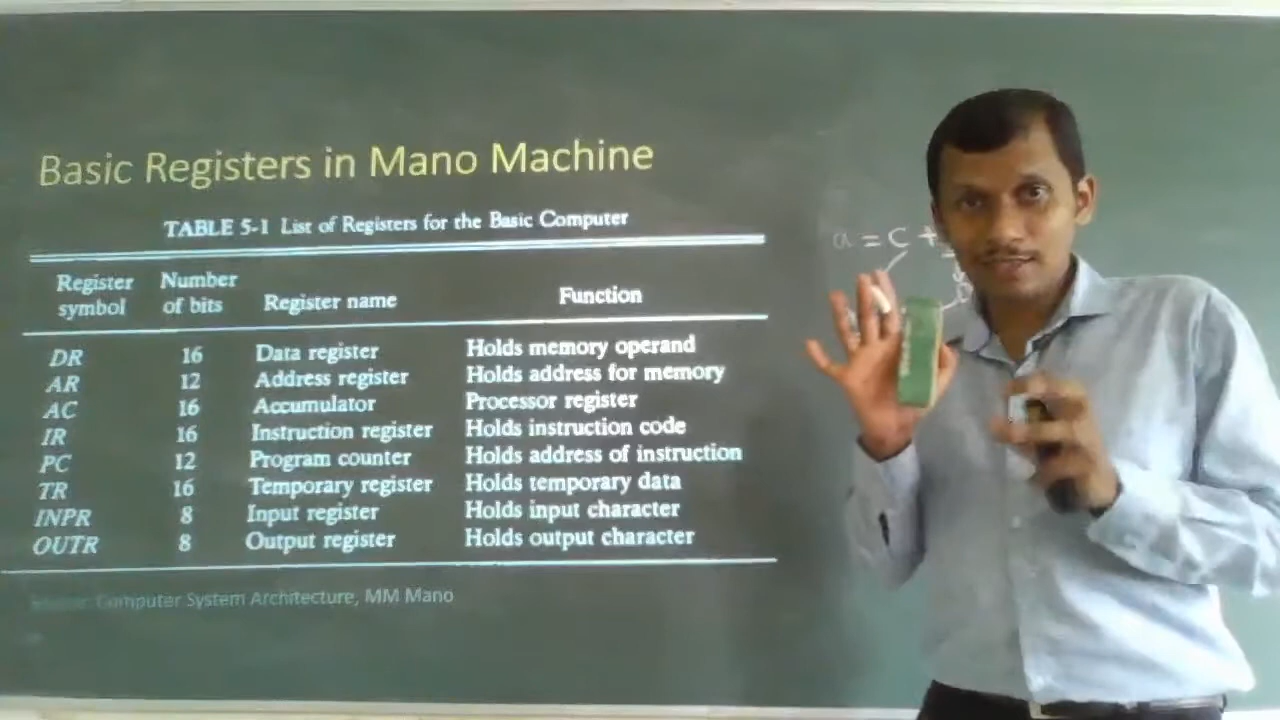 Basic Registers in Mano Machine
TABLE 5-1 List of Registers for the Basic Computer
Register symbol Number of bits Register name Function
DR 16 Data register Holds memory operand
AR 12 Address register Holds address for memory
AC 16 Accumulator Processor register
IR 16 Instruction register Holds instruction code
PC 12 Program counter Holds address of instruction
TR 16 Temporary register Holds temporary data
INPR 8 Input register Holds input character
OUTR 8 Output register Holds output character
Computer System Architecture, MM Mano
a = c +